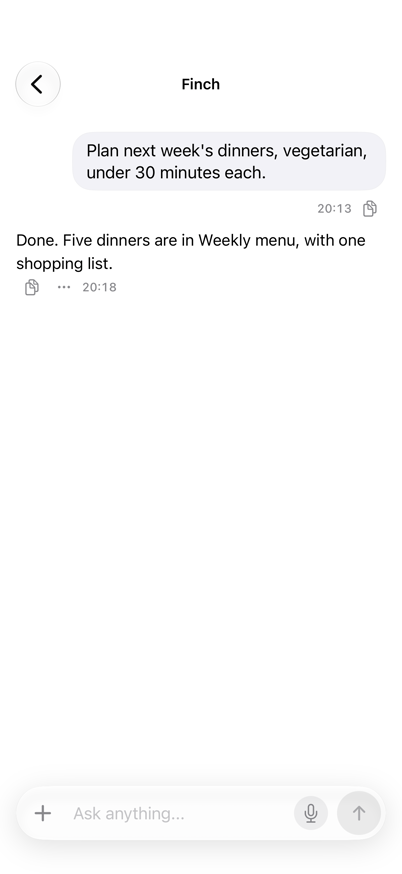 Finch
Plan next week's dinners, vegetarian,
under 30 minutes each.
20:13
Done. Five dinners are in Weekly menu, with one
shopping list.
20:18
Ask anything...